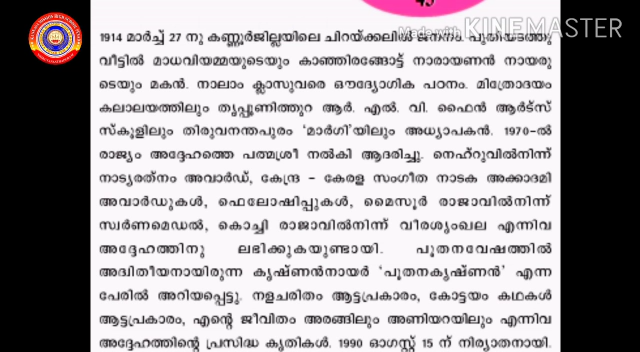 45
Made with KINEMASTER
1914 മാർച്ച് 27 നു കണ്ണൂർജില്ലയിലെ ചിറയ്ക്കലിൽ ജനനം. പുതിയടത്തു
വീട്ടിൽ മാധവിയമ്മയുടെയും കാഞ്ഞിരങ്ങോട്ട് നാരായണൻ നായരു
ടെയും മകൻ. നാലാം ക്ലാസുവരെ ഔദ്യോഗിക പഠനം. മിത്രോദയം
കലാലയത്തിലും തൃപ്പൂണിത്തുറ ആർ. എൽ. വി. ഫൈൻ ആർട്സ്
സ്കൂളിലും തിരുവനന്തപുരം 'മാർഗി'യിലും അധ്യാപകൻ. 1970-ൽ
രാജ്യം അദ്ദേഹത്തെ പത്മശ്രീ നൽകി ആദരിച്ചു. നെഹ്റുവിൽനിന്ന്
നാട്യരത്നം അവാർഡ്, കേന്ദ്ര – കേരള സംഗീത നാടക അക്കാദമി
അവാർഡുകൾ, ഫെലോഷിപ്പുകൾ, മൈസൂർ രാജാവിൽനിന്ന്
സ്വർണമെഡൽ, കൊച്ചി രാജാവിൽനിന്ന് വീരശൃംഖല എന്നിവ
അദ്ദേഹത്തിനു ലഭിക്കുകയുണ്ടായി. പൂതനവേഷത്തിൽ
അദ്വിതീയനായിരുന്ന കൃഷ്ണൻനായർ 'പൂതനകൃഷ്ണൻ' എന്ന
പേരിൽ അറിയപ്പെട്ടു. നളചരിതം ആട്ടപ്രകാരം, കോട്ടയം കഥകൾ
ആട്ടപ്രകാരം, എന്റെ ജീവിതം അരങ്ങിലും അണിയറയിലും എന്നിവ
അദ്ദേഹത്തിന്റെ പ്രസിദ്ധ കൃതികൾ. 1990 ഓഗസ്റ്റ് 15 ന് നിര്യാതനായി.